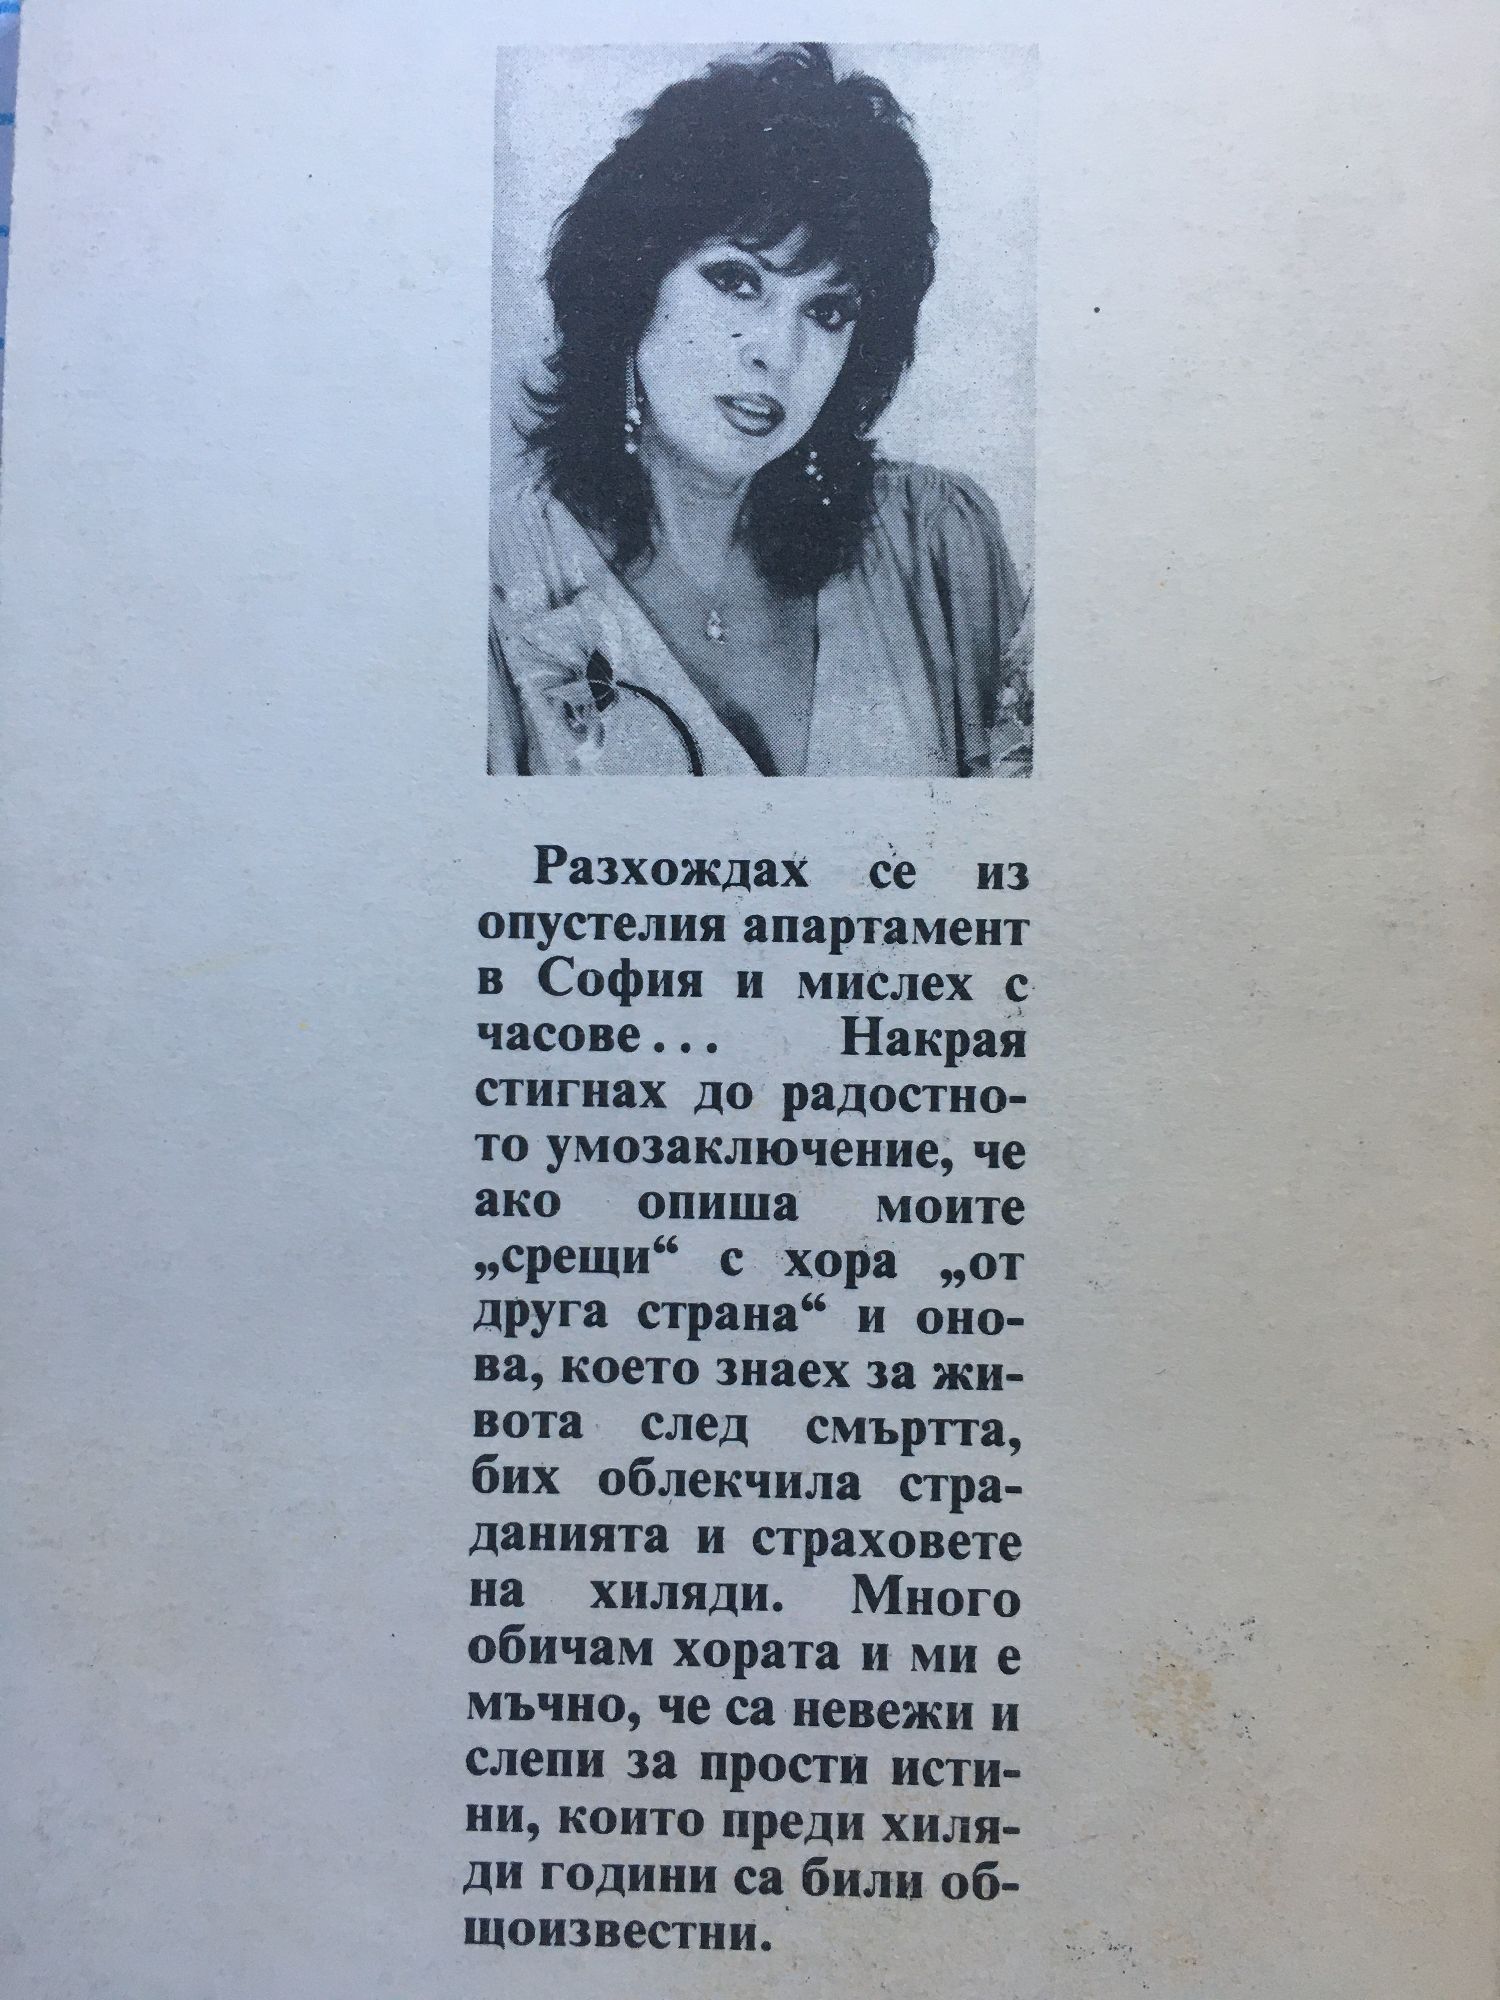 Разхождах се из
опустелия апартамент
в София и мислех с
часове... Накрая
стигнах до радостно-
то умозаключение, че
ако опиша моите
„срещи“ с хора „от
друга страна“ и оно-
ва, което знаех за жи-
вота след смъртта,
бих облекчила стра-
данията и страховете
на хиляди. Много
обичам хората и ми е
мъчно, че са невежи и
слепи за прости исти-
ни, които преди хиля-
ди години са били об-
щоизвестни.